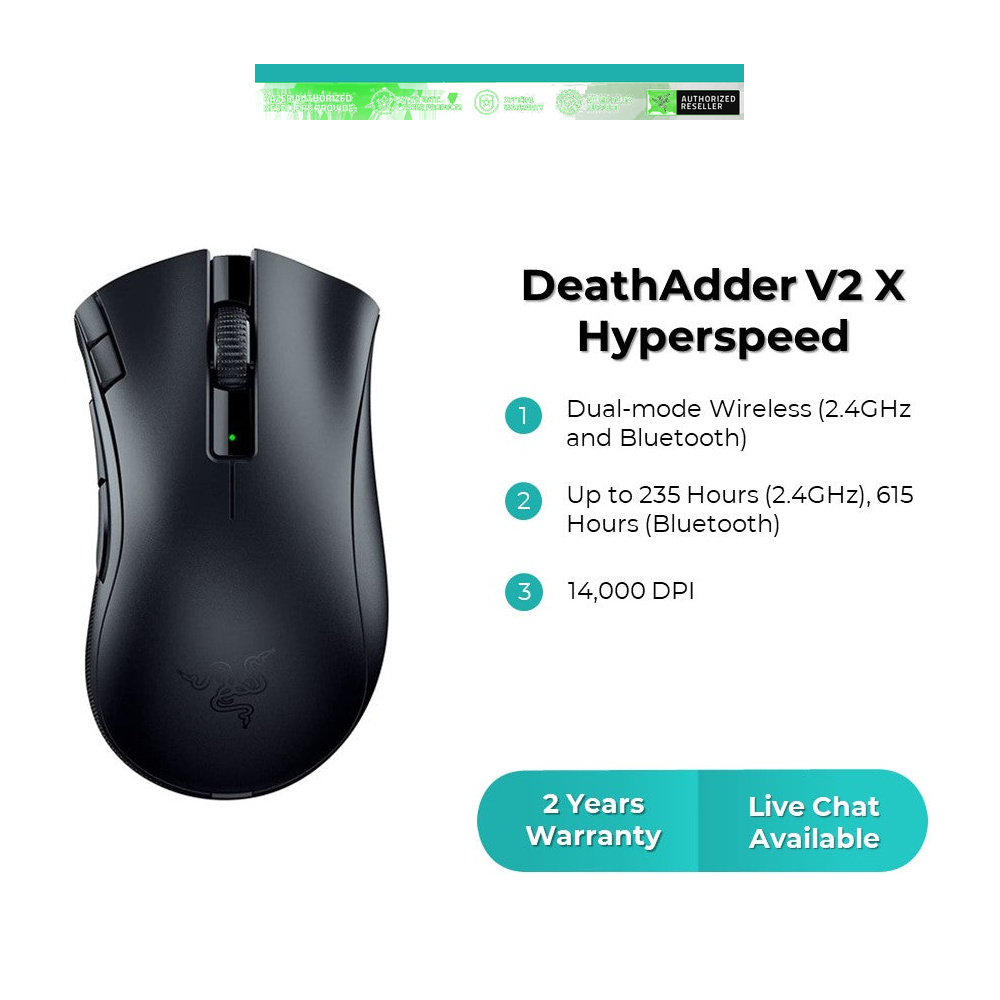 AUTHORIZED
RESELLER
DeathAdder V2 X
Hyperspeed
1
Dual-mode Wireless (2.4GHz
and Bluetooth)
2
Up to 235 Hours (2.4GHz), 615
Hours (Bluetooth)
3
14,000 DPI
2 Years
Warranty
Live Chat
Available